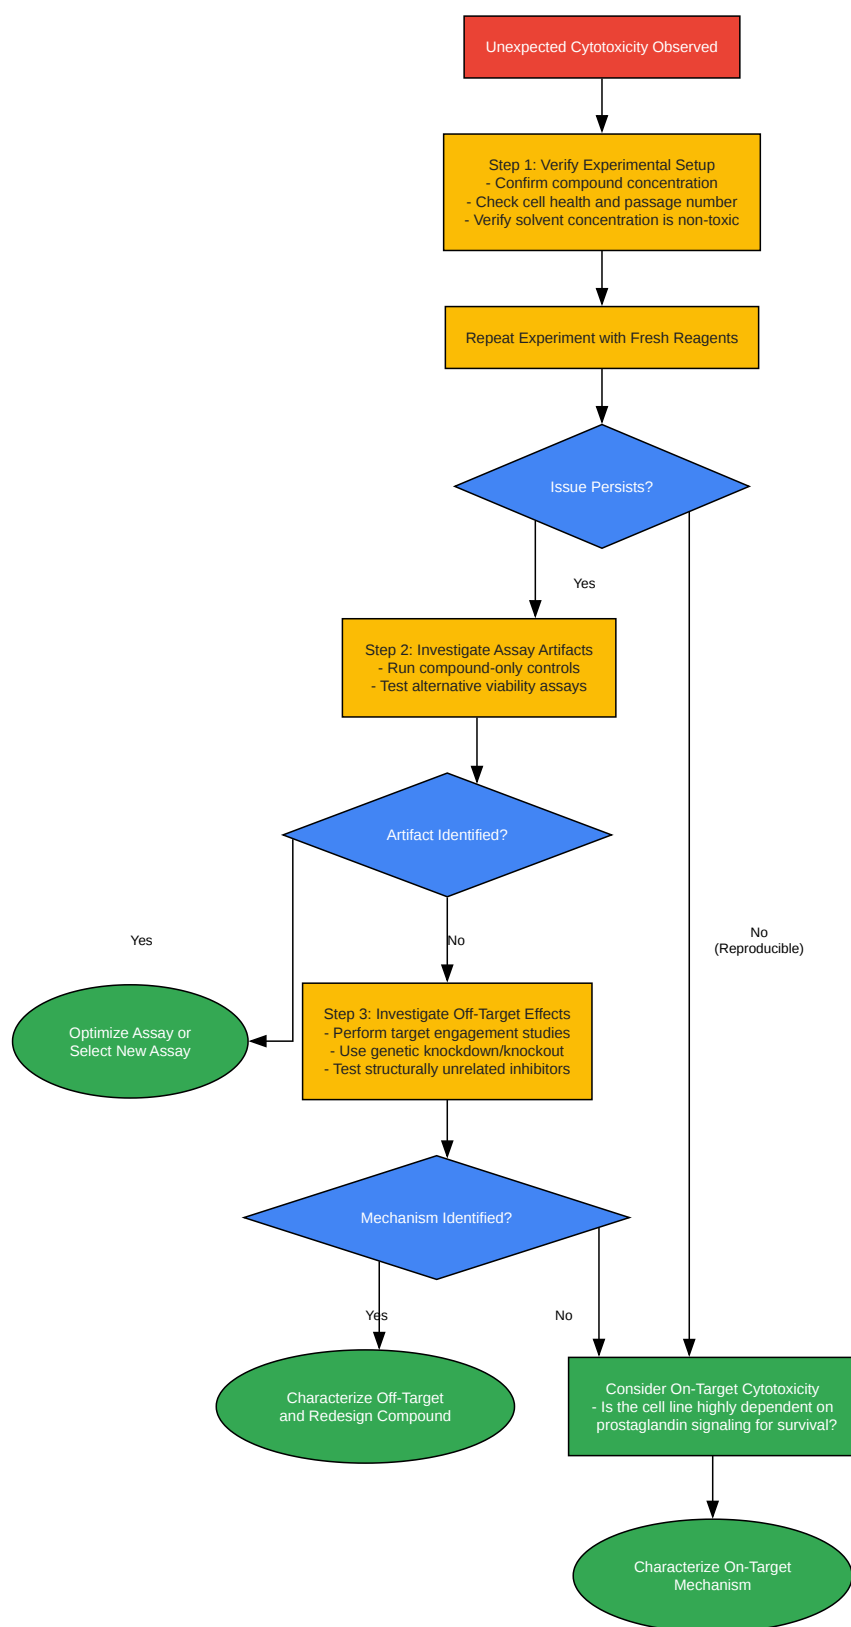 Unexpected Cytotoxicity Observed
Step 1: Verify Experimental Setup
- Confirm compound concentration
- Check cell health and passage number
- Verify solvent concentration is non-toxic
Repeat Experiment with Fresh Reagents
Issue Persists?
Yes
Step 2: Investigate Assay Artifacts
- Run compound-only controls
- Test alternative viability assays
Artifact Identified?
Yes
No
No
(Reproducible)
Step 3: Investigate Off-Target Effects
- Perform target engagement studies
- Use genetic knockdown/knockout
- Test structurally unrelated inhibitors
Optimize Assay or
Select New Assay
Mechanism Identified?
Yes
No
Characterize Off-Target
and Redesign Compound
Consider On-Target Cytotoxicity
- Is the cell line highly dependent on
prostaglandin signaling for survival?
Characterize On-Target
Mechanism